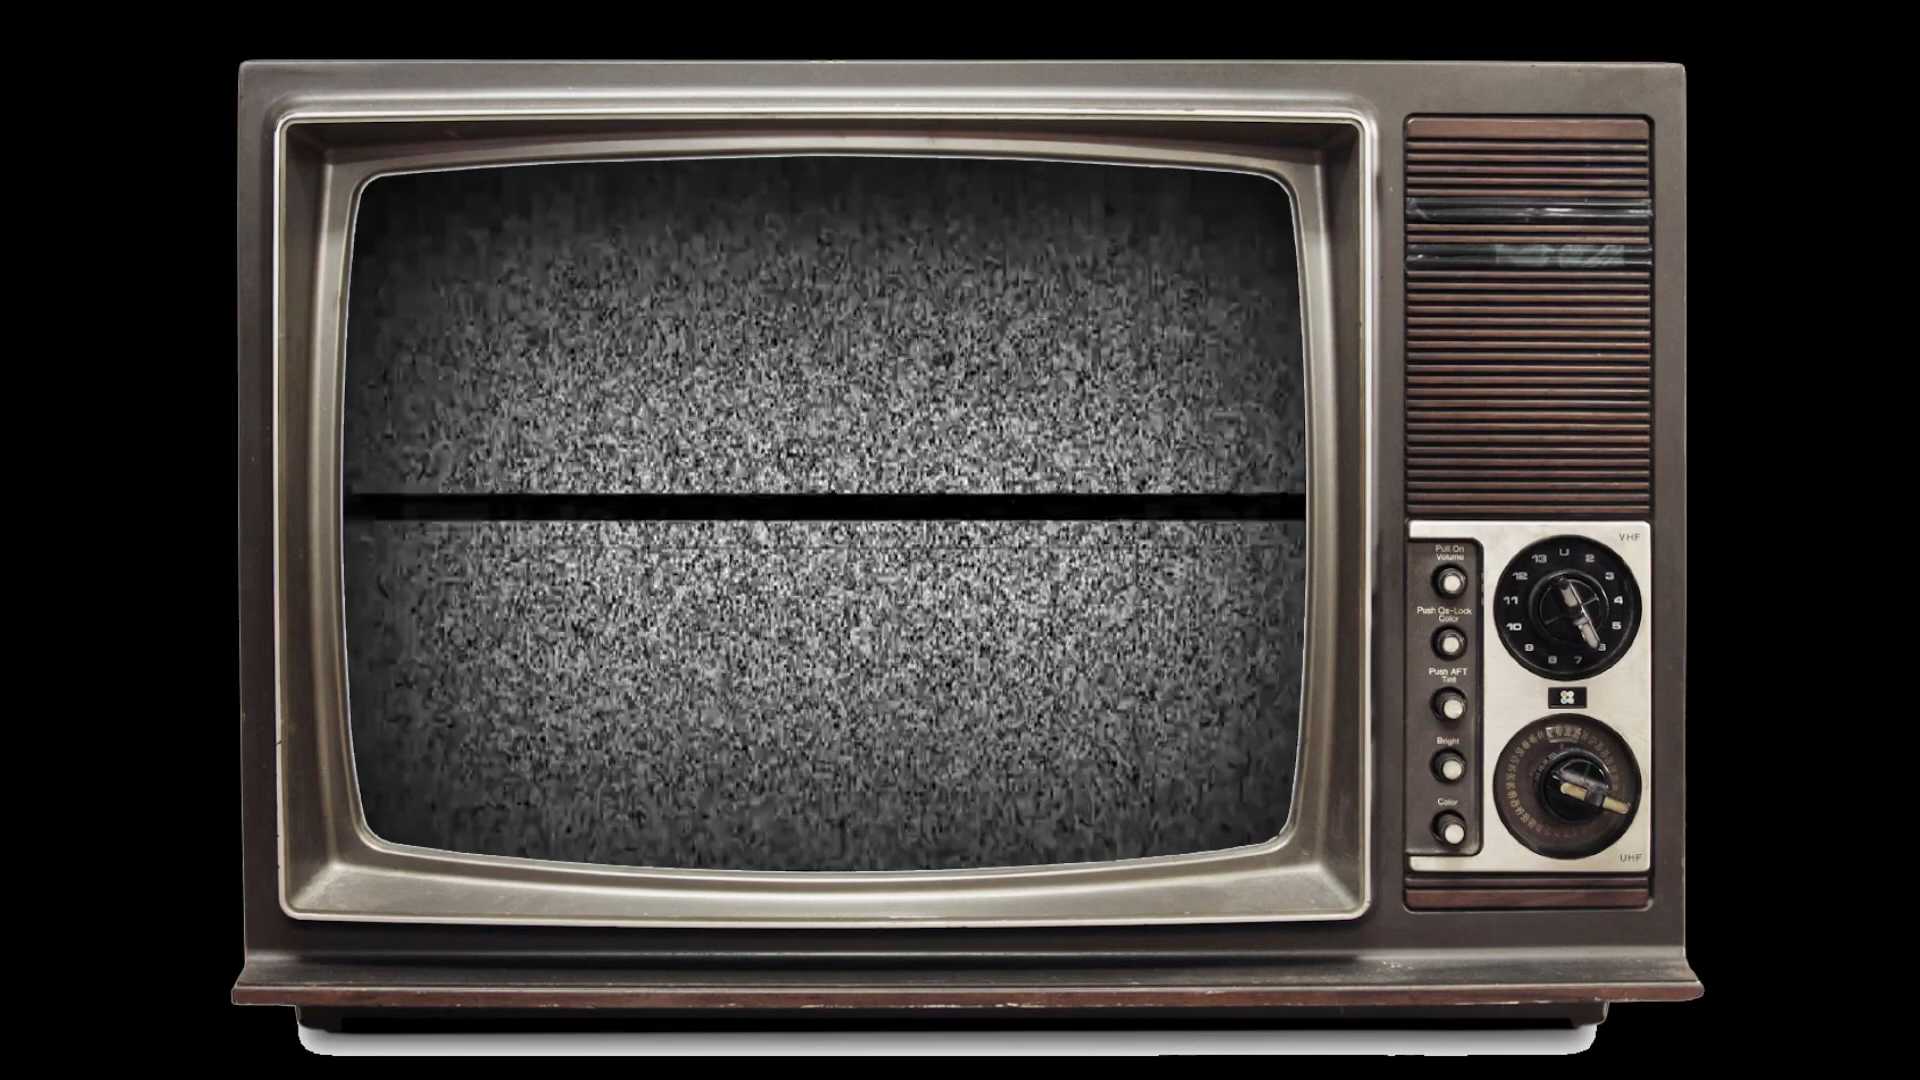 VHF
Pull On
Volume
Push Qs-Lock
Color
Push AFT
Tint
Bright
Color
U
2
3
4
5
6
7
8
9
10
11
12
13
UHF